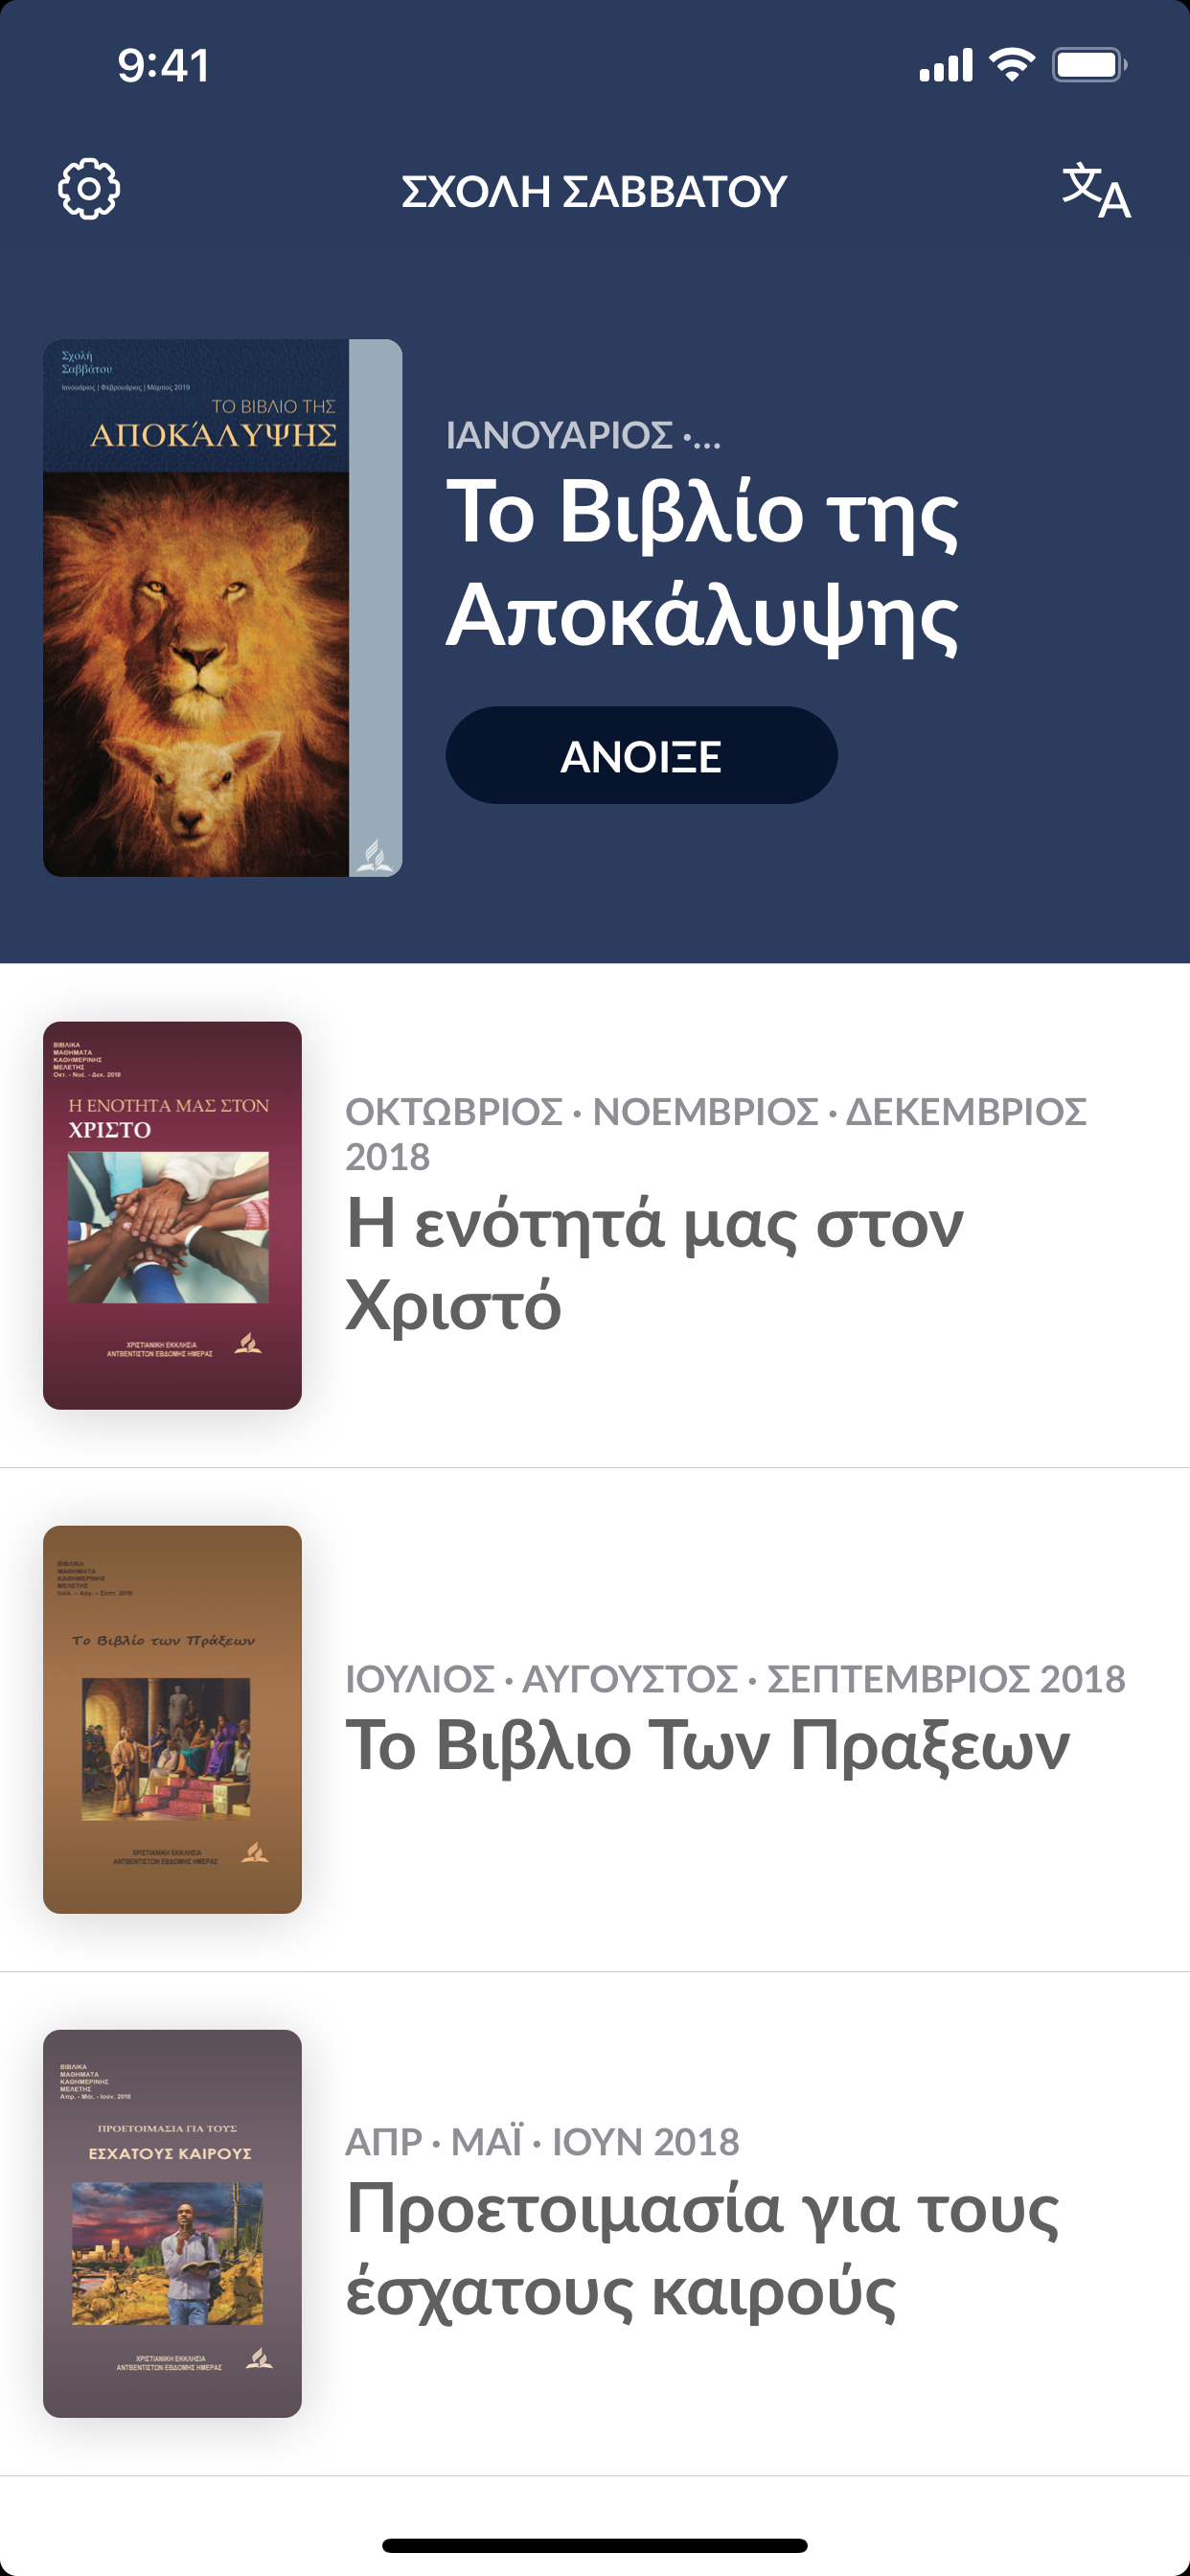 9:41
ΣΧΟΛΗ ΣΑΒΒΑΤΟΥ
文A
Σχολή
Σαββάτου
Ιανουάριος | Φεβρουάριος | Μάρτιος 2019
ΤΟ ΒΙΒΛΙΟ ΤΗΣ
ΑΠΟΚΆΛΥΨΗΣ
ΙΑΝΟΥΑΡΙΟΣ ·...
Το Βιβλίο της
Αποκάλυψης
ΑΝΟΙΞΕ
ΒΙΒΛΙΚΑ
ΜΑΘΗΜΑΤΑ
ΚΑΘΗΜΕΡΙΝΗΣ
ΜΕΛΕΤΗΣ
Οκτ. - Νοέ. - Δεκ. 2018
Η ΕΝΟΤΗΤΑ ΜΑΣ ΣΤΟΝ
ΧΡΙΣΤΟ
ΧΡΙΣΤΙΑΝΙΚΗ ΕΚΚΛΗΣΙΑ
ΑΝΤΒΕΝΤΙΣΤΩΝ ΕΒΔΟΜΗΣ ΗΜΕΡΑΣ
ΟΚΤΩΒΡΙΟΣ · ΝΟΕΜΒΡΙΟΣ · ΔΕΚΕΜΒΡΙΟΣ
2018
Η ενότητά μας στον
Χριστό
ΒΙΒΛΙΚΑ
ΜΑΘΗΜΑΤΑ
ΚΑΘΗΜΕΡΙΝΗΣ
ΜΕΛΕΤΗΣ
Ιούλ. – Αύγ. – Σεπτ. 2018
Το Βιβλίο των Πράξεων
ΧΡΙΣΤΙΑΝΙΚΗ ΕΚΚΛΗΣΙΑ
ΑΝΤΒΕΝΤΙΣΤΩΝ ΕΒΔΟΜΗΣ ΗΜΕΡΑΣ
ΙΟΥΛΙΟΣ · ΑΥΓΟΥΣΤΟΣ · ΣΕΠΤΕΜΒΡΙΟΣ 2018
Το Βιβλιο Των Πραξεων
ΒΙΒΛΙΚΑ
ΜΑΘΗΜΑΤΑ
ΚΑΘΗΜΕΡΙΝΗΣ
ΜΕΛΕΤΗΣ
Απρ. - Μάι. - Ιούν. 2018
ΠΡΟΕΤΟΙΜΑΣΙΑ ΓΙΑ ΤΟΥΣ
ΕΣΧΑΤΟΥΣ ΚΑΙΡΟΥΣ
ΧΡΙΣΤΙΑΝΙΚΗ ΕΚΚΛΗΣΙΑ
ΑΝΤΒΕΝΤΙΣΤΩΝ ΕΒΔΟΜΗΣ ΗΜΕΡΑΣ
ΑΠΡ · ΜΑΪ · ΙΟΥΝ 2018
Προετοιμασία για τους
έσχατους καιρούς